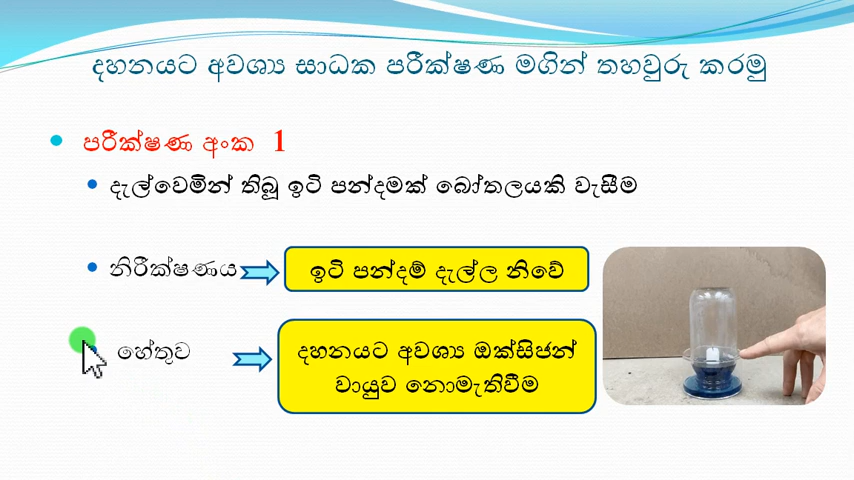 දහනයට අවශ්‍ය සාධක පරීක්ෂණ මගින් තහවුරු කරමු
පරීක්ෂණ අංක 1
දැල්වෙමින් තිබූ ඉටි පන්දමක් බෝතලයකි වැසීම
නිරීක්ෂණය
ඉටි පන්දම් දැල්ල නිවේ
හේතුව
දහනයට අවශ්‍ය ඔක්සිජන්
වායුව නොමැතිවීම